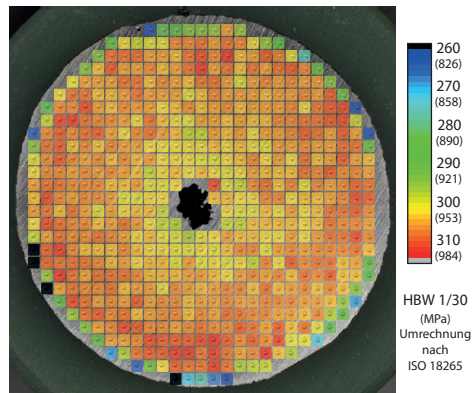 260
(826)
270
(858)
280
(890)
290
(921)
300
(953)
310
(984)
HBW 1/30
(MPa)
Umrechnung
nach
ISO 18265